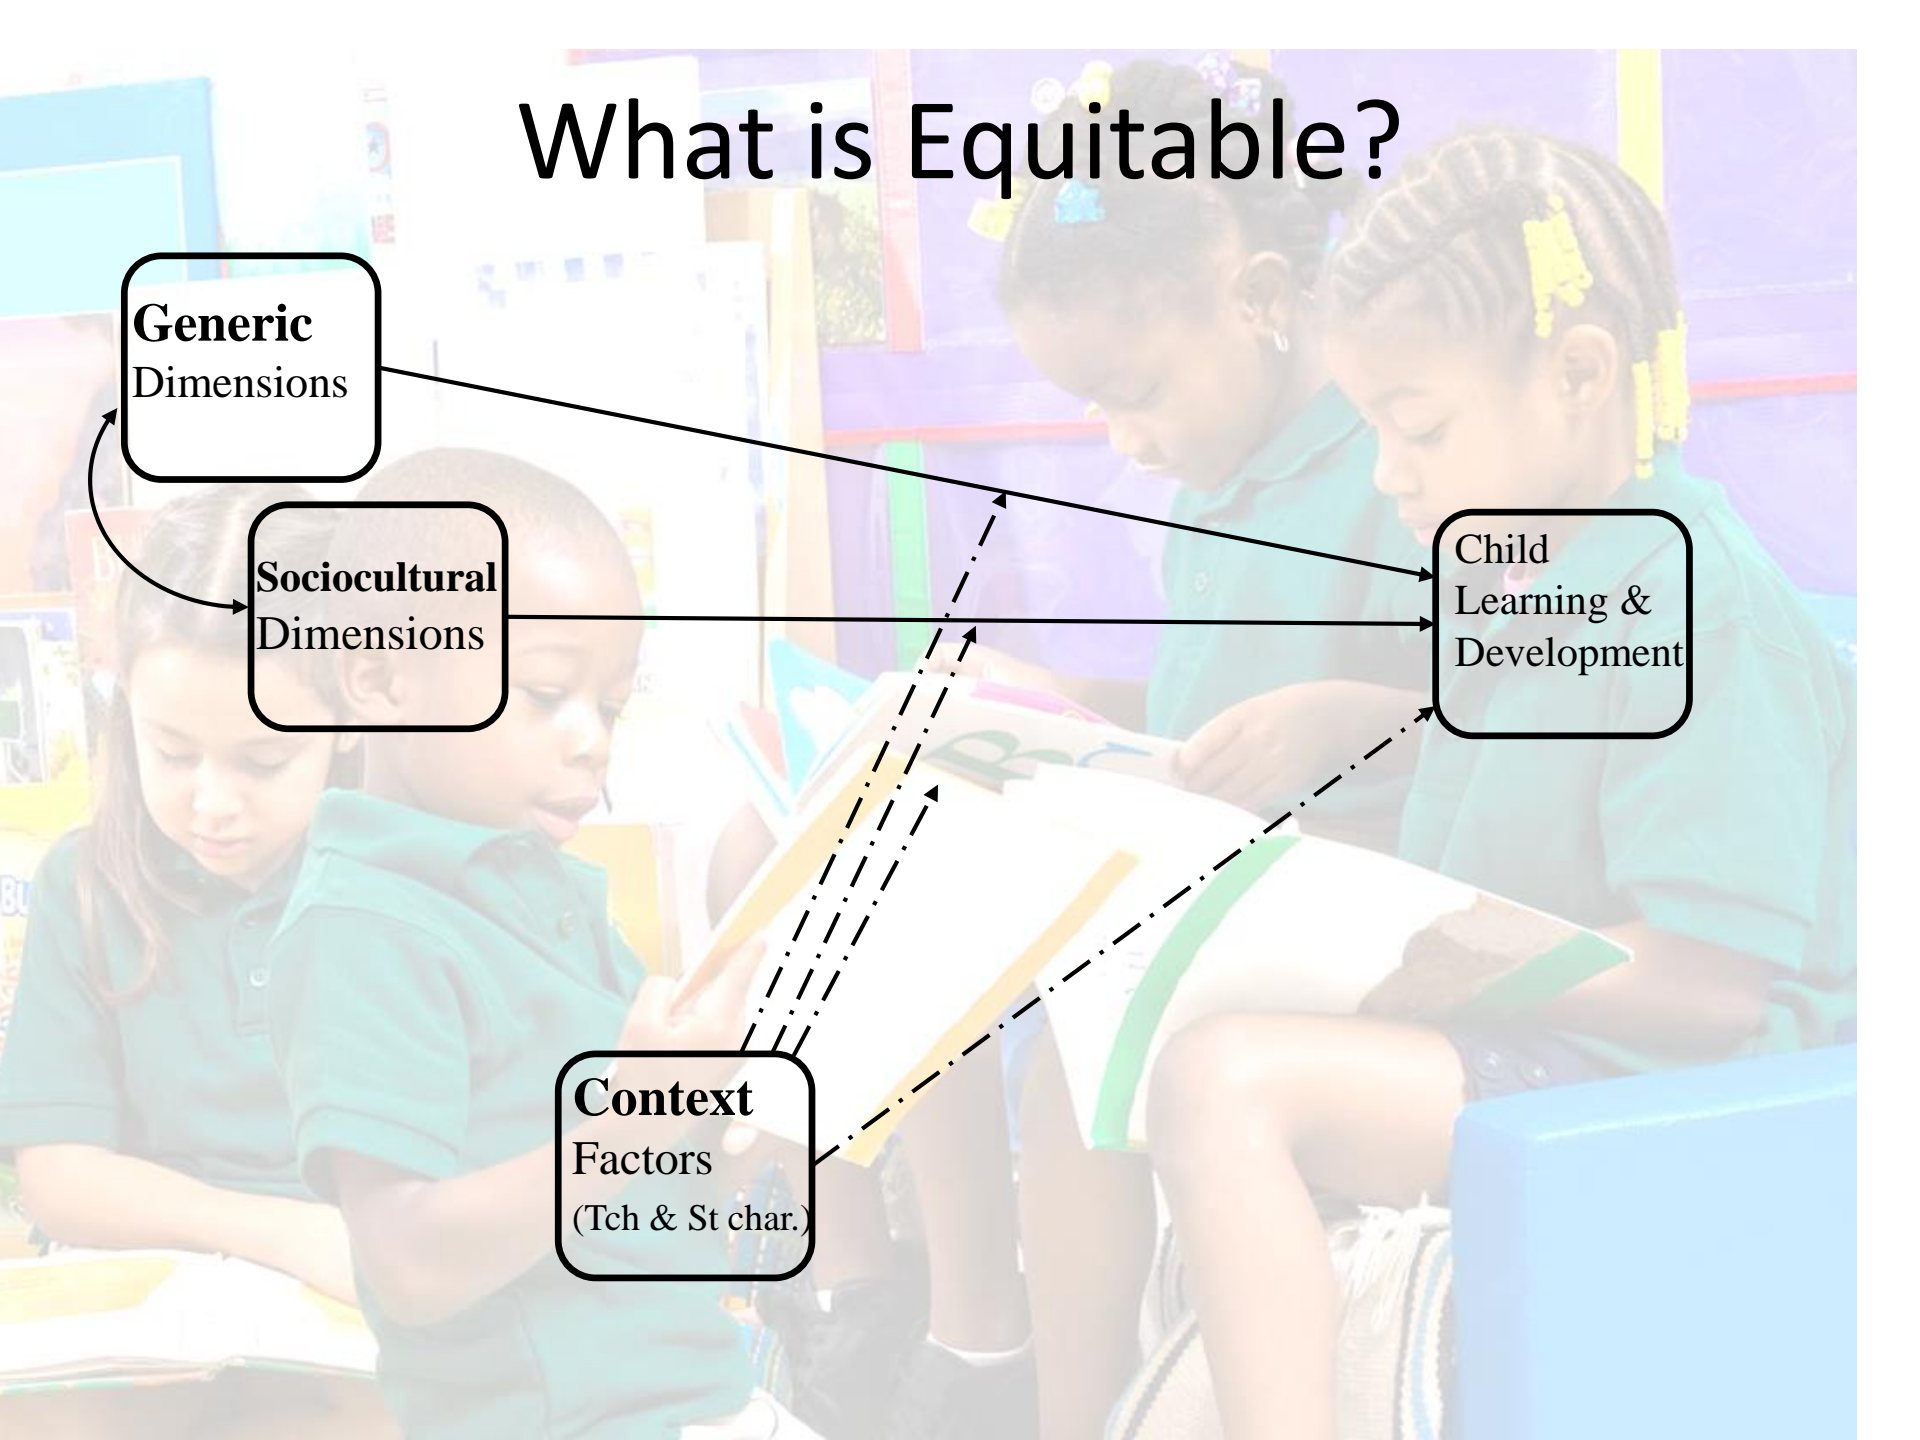 What is Equitable?
Generic
Dimensions
Sociocultural
Dimensions
Child
Learning &
Development
Context
Factors
(Tch & St char.)